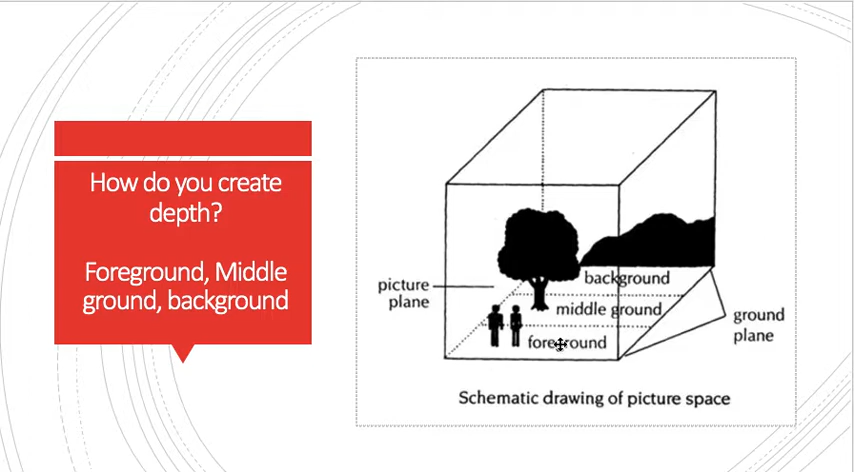 How do you create
depth?
Foreground, Middle
ground, background
picture
plane
background
middle ground
foreground
ground
plane
Schematic drawing of picture space